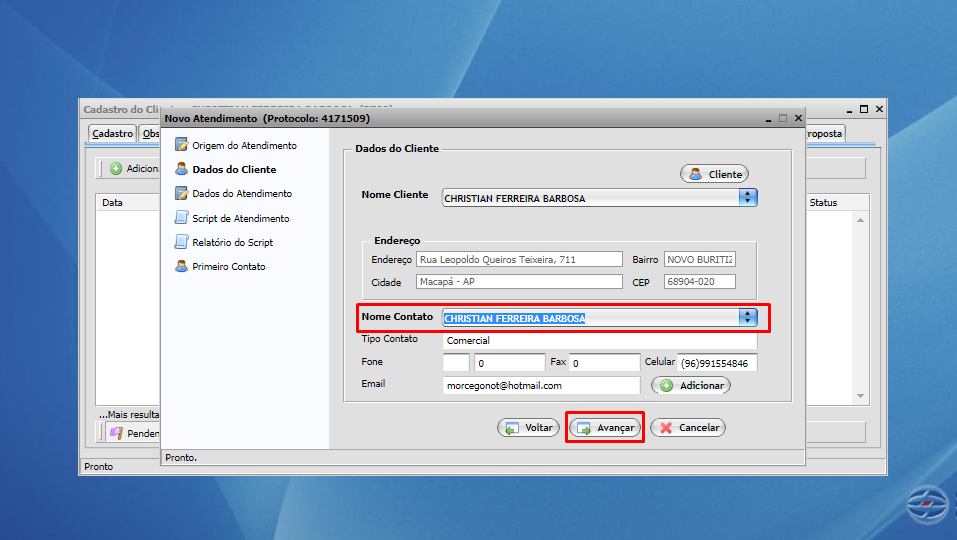 Cadastro do Cli
Novo Atendimento (Protocolo: 4171509)
Cadastro
Obs
roposta
Adiciona
Data
Status
...Mais resulta
Penden
Pronto
Origem do Atendimento
Dados do Cliente
Dados do Atendimento
Script de Atendimento
Relatório do Script
Primeiro Contato
Dados do Cliente
Cliente
Nome Cliente CHRISTIAN FERREIRA BARBOSA
Endereço
Endereço Rua Leopoldo Queiros Teixeira, 711 Bairro NOVO BURITIZ
Cidade Macapá - AP CEP 68904-020
Nome Contato CHRISTIAN FERREIRA BARBOSA
Tipo Contato Comercial
Fone 0 Fax 0 Celular (96)991554846
Email morcegonot@hotmail.com Adicionar
Voltar Avançar Cancelar
Pronto.